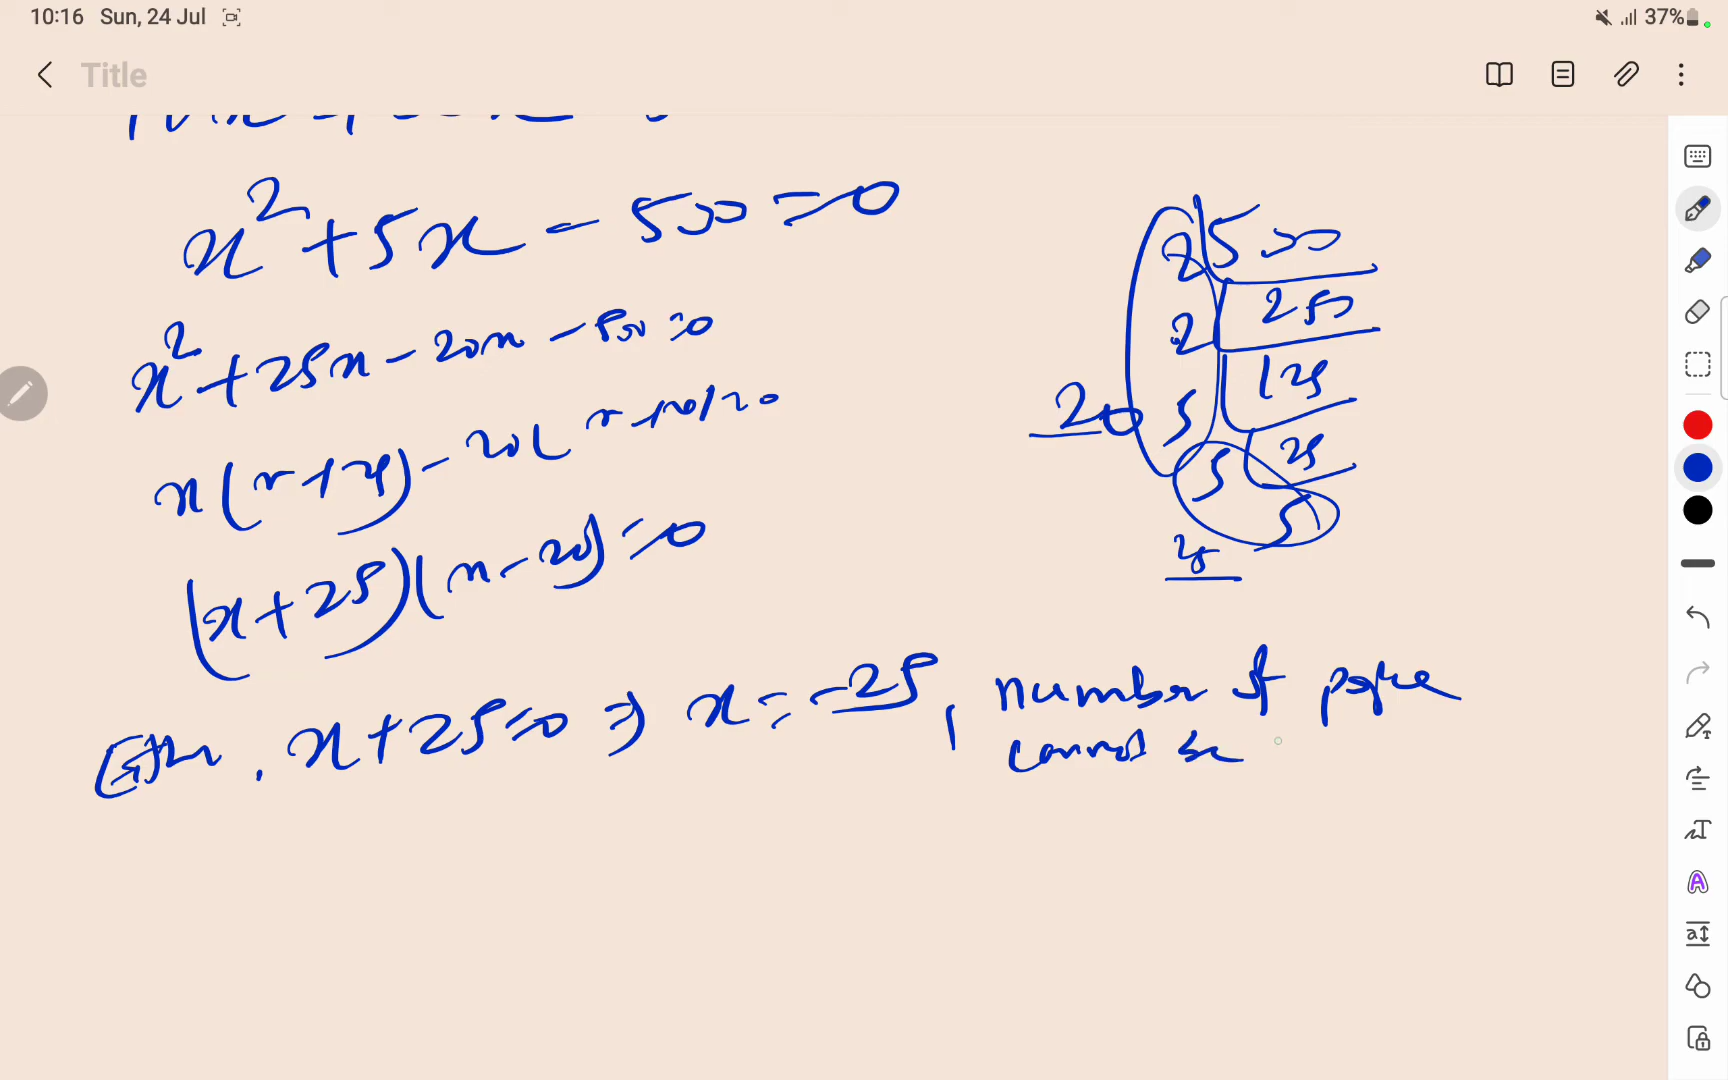 10:16 Sun, 24 Jul
37%
Title
x²+5x-500=0
x²+25x-20x-500=0
x(x+25)-20(
(x+25)(x-20)=0
Either, x+25=0 ⇒ x=-25, number of people
cannot be
2 500
2 250
5 125
5 25
5
20
25